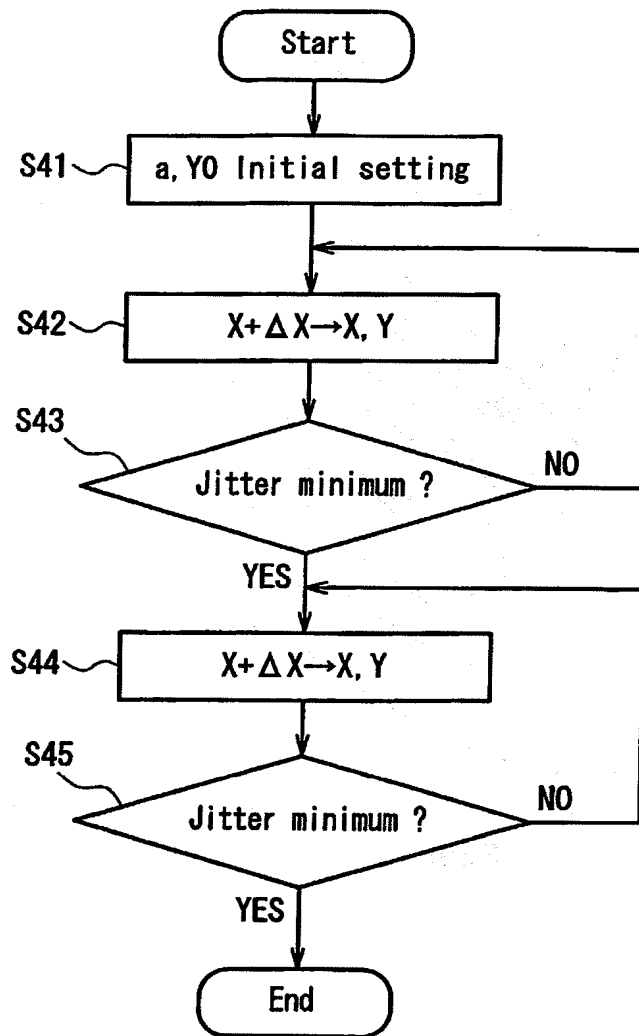 Start
S41
a, Y0 Initial setting
S42
X+ΔX→X, Y
S43
Jitter minimum ?
NO
YES
S44
X+ΔX→X, Y
S45
Jitter minimum ?
NO
YES
End